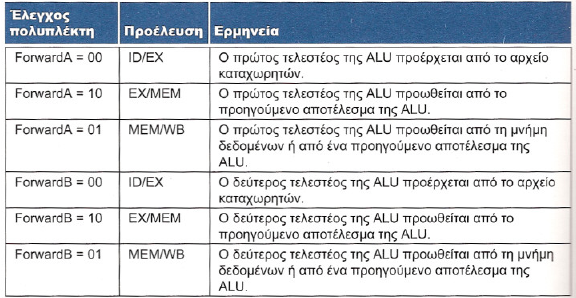 Έλεγχος
πολυπλέκτη Προέλευση Ερμηνεία
ForwardA = 00 ID/EX Ο πρώτος τελεστέος της ALU προέρχεται από το αρχείο
καταχωρητών.
ForwardA = 10 EX/MEM Ο πρώτος τελεστέος της ALU προωθείται από το
προηγούμενο αποτέλεσμα της ALU.
ForwardA = 01 MEM/WB Ο πρώτος τελεστέος της ALU προωθείται από τη μνήμη
δεδομένων ή από ένα προηγούμενο αποτέλεσμα της
ALU.
ForwardB = 00 ID/EX Ο δεύτερος τελεστέος της ALU προέρχεται από το αρχείο
καταχωρητών.
ForwardB = 10 EX/MEM Ο δεύτερος τελεστέος της ALU προωθείται από το
προηγούμενο αποτέλεσμα της ALU.
ForwardB = 01 MEM/WB Ο δεύτερος τελεστέος της ALU προωθείται από τη μνήμη
δεδομένων ή από ένα προηγούμενο αποτέλεσμα της ALU.